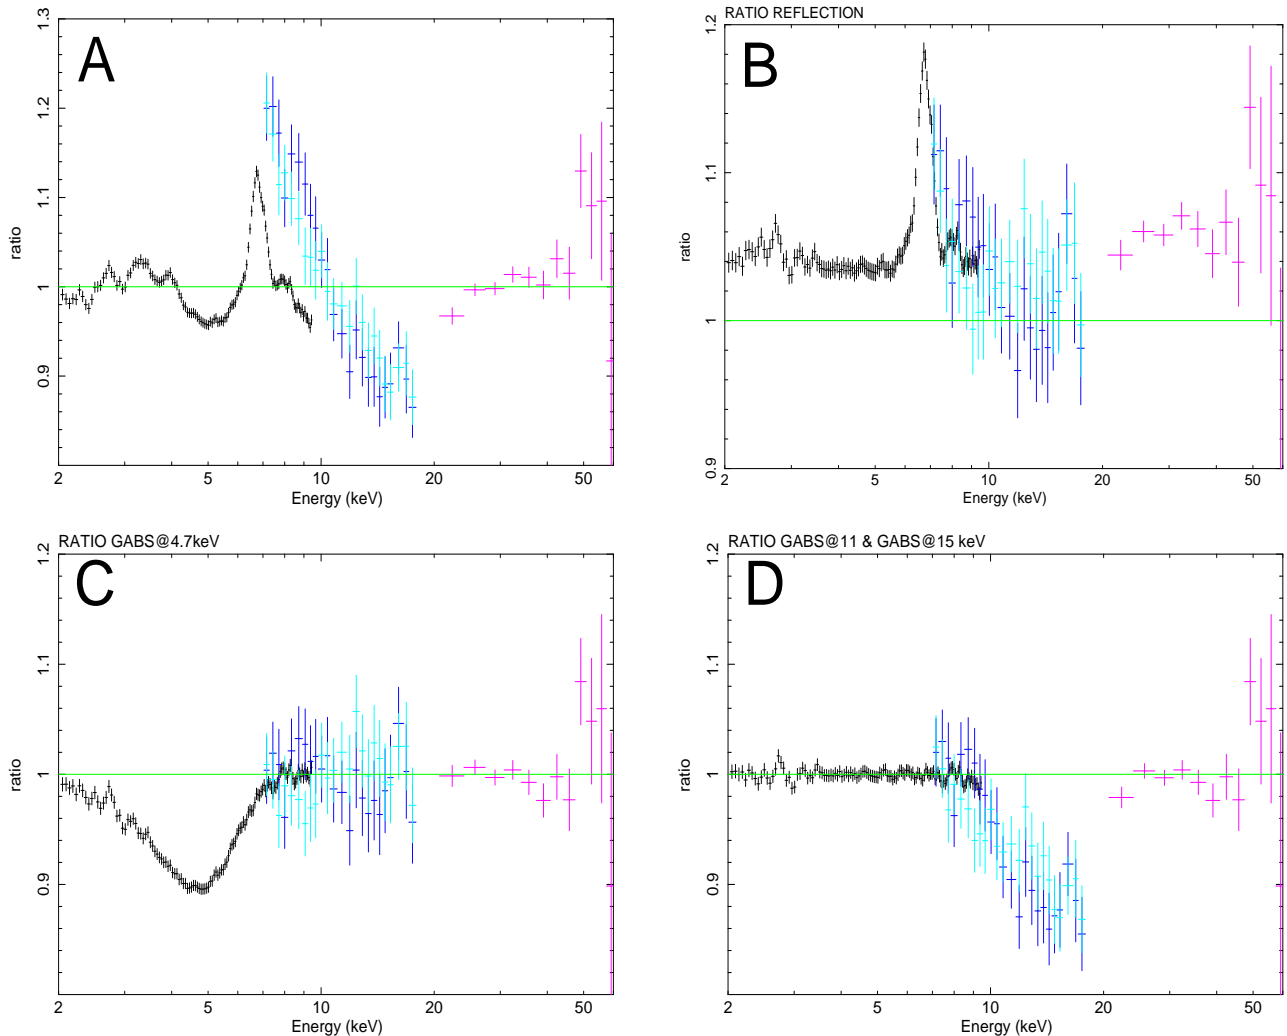 A
1.3
1.2
1.1
1
0.9
ratio
2
5
10
20
50
Energy (keV)
RATIO REFLECTION
B
1.2
1.1
1
0.9
ratio
2
5
10
20
50
Energy (keV)
RATIO GABS@4.7keV
C
1.2
1.1
1
0.9
ratio
2
5
10
20
50
Energy (keV)
RATIO GABS@11 & GABS@15 keV
D
1.2
1.1
1
0.9
ratio
2
5
10
20
50
Energy (keV)